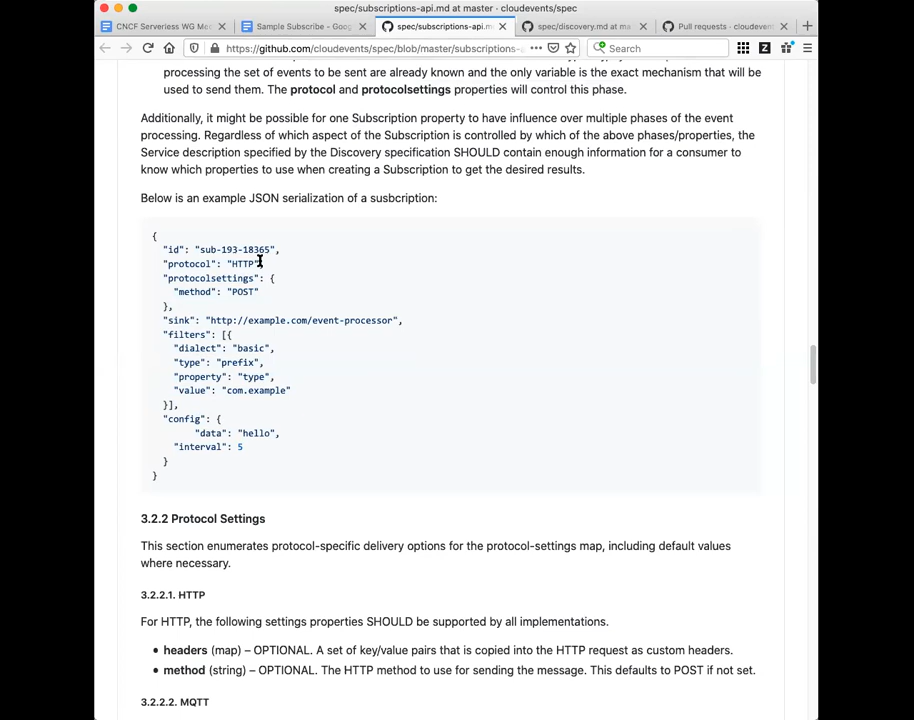 spec/subscriptions-api.md at master · cloudevents/spec
CNCF Serverless WG Me
Sample Subscribe - Goog
spec/subscriptions-api.m
spec/discovery.md at ma
Pull requests · cloudevents
https://github.com/cloudevents/spec/blob/master/subscriptions-a
Search
processing the set of events to be sent are already known and the only variable is the exact mechanism that will be
used to send them. The protocol and protocolsettings properties will control this phase.
Additionally, it might be possible for one Subscription property to have influence over multiple phases of the event
processing. Regardless of which aspect of the Subscription is controlled by which of the above phases/properties, the
Service description specified by the Discovery specification SHOULD contain enough information for a consumer to
know which properties to use when creating a Subscription to get the desired results.
Below is an example JSON serialization of a susbcription:
{
"id": "sub-193-18365",
"protocol": "HTTP",
"protocolsettings": {
"method": "POST"
},
"sink": "http://example.com/event-processor",
"filters": [{
"dialect": "basic",
"type": "prefix",
"property": "type",
"value": "com.example"
}],
"config": {
"data": "hello",
"interval": 5
}
}
3.2.2 Protocol Settings
This section enumerates protocol-specific delivery options for the protocol-settings map, including default values
where necessary.
3.2.2.1. HTTP
For HTTP, the following settings properties SHOULD be supported by all implementations.
• headers (map) – OPTIONAL. A set of key/value pairs that is copied into the HTTP request as custom headers.
• method (string) – OPTIONAL. The HTTP method to use for sending the message. This defaults to POST if not set.
3.2.2.2. MQTT